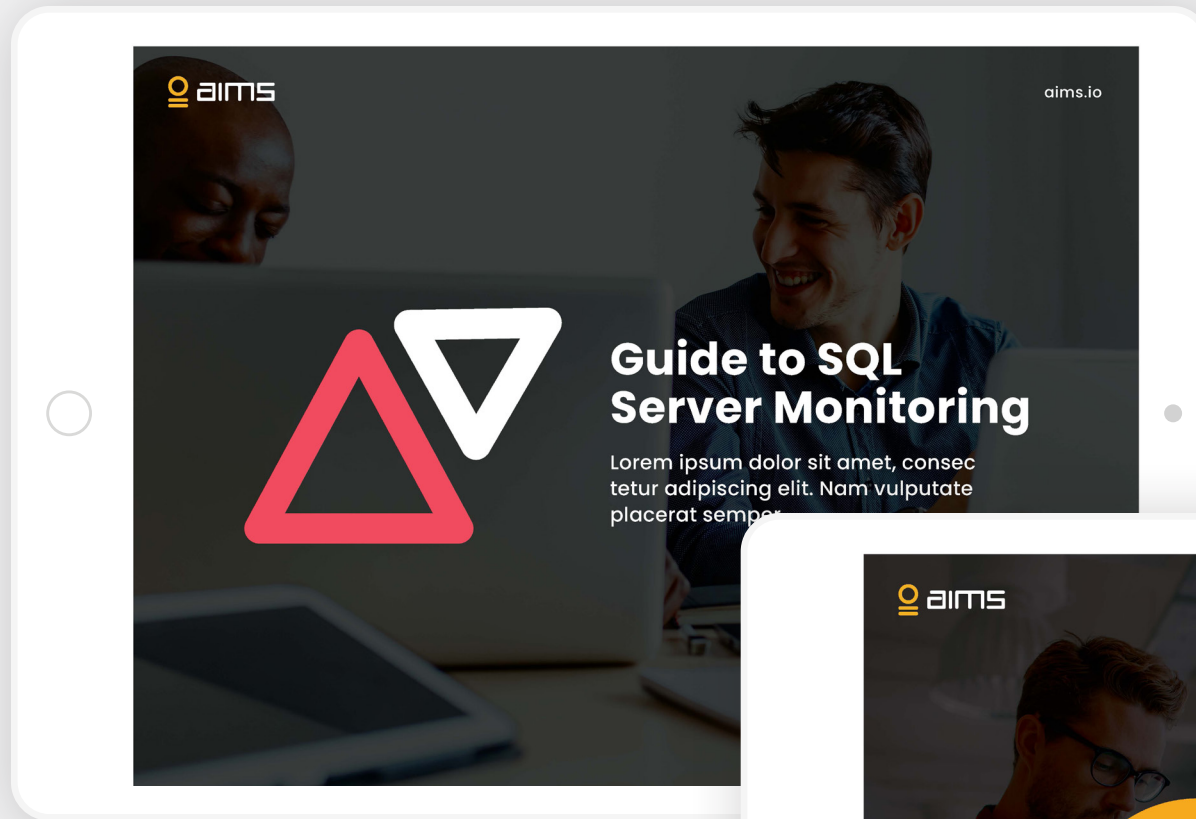 aims
aims.io
Guide to SQL
Server Monitoring
Lorem ipsum dolor sit amet, consec
tetur adipiscing elit. Nam vulputate
placerat semper
aims